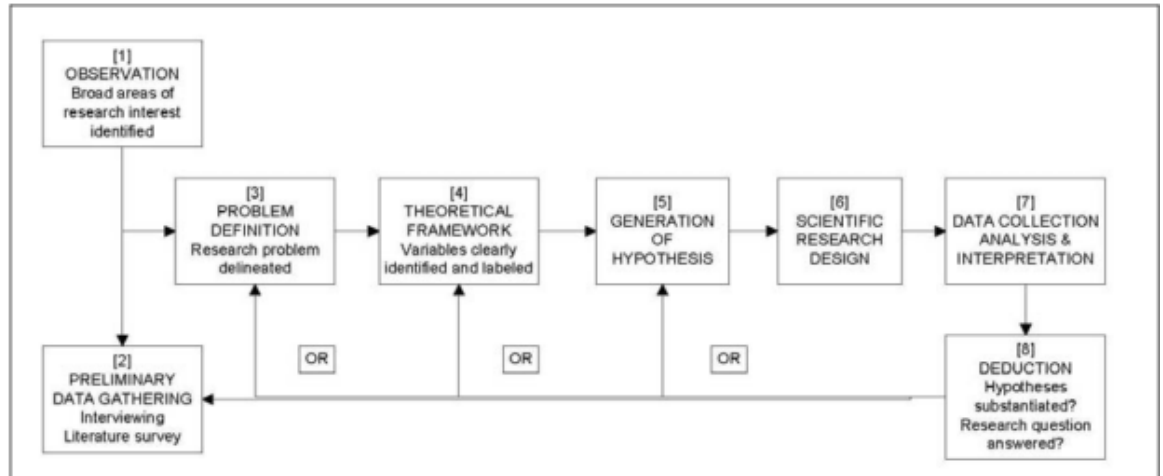 [1]
OBSERVATION
Broad areas of
research interest
identified
[3]
PROBLEM
DEFINITION
Research problem
delineated
[4]
THEORETICAL
FRAMEWORK
Variables clearly
identified and labeled
[5]
GENERATION
OF
HYPOTHESIS
[6]
SCIENTIFIC
RESEARCH
DESIGN
[7]
DATA COLLECTION
ANALYSIS &
INTERPRETATION
[2]
PRELIMINARY
DATA GATHERING
Interviewing
Literature survey
OR
OR
OR
[8]
DEDUCTION
Hypotheses
substantiated?
Research question
answered?